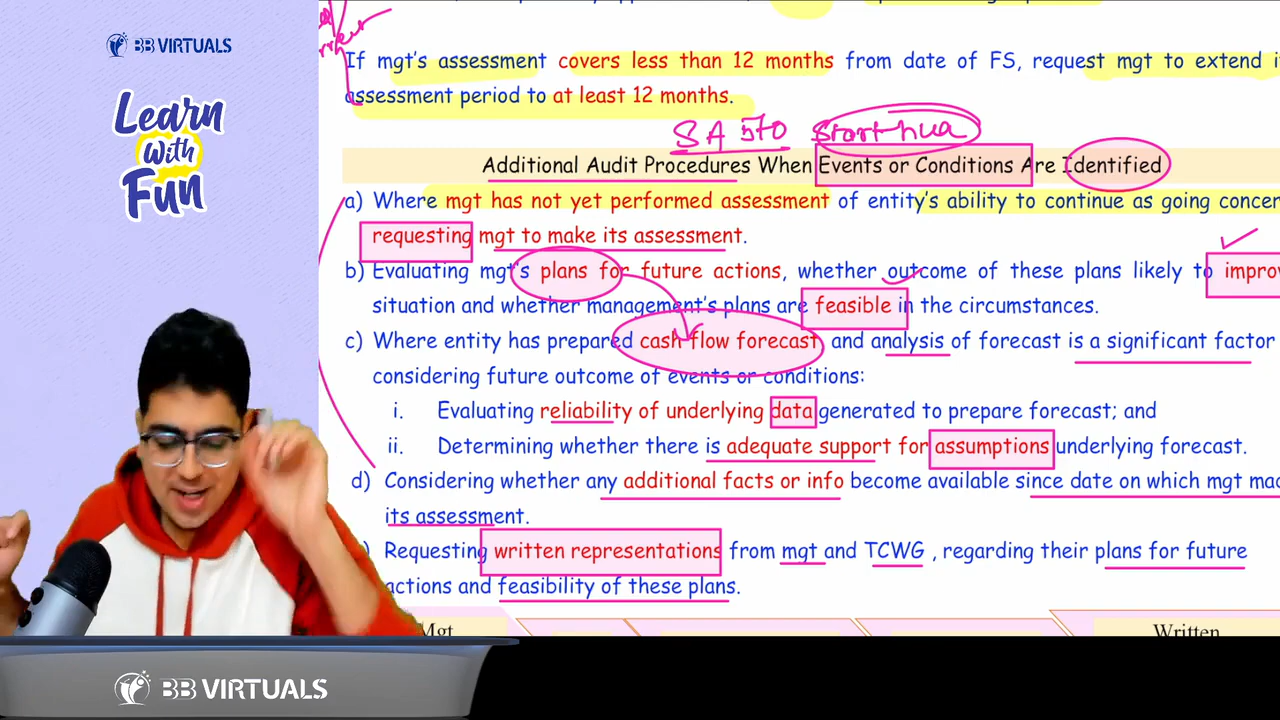 BB VIRTUALS
Learn
With
Fun
If mgt's assessment covers less than 12 months from date of FS, request mgt to extend
assessment period to at least 12 months.
SA 570 Start hua
Additional Audit Procedures When Events or Conditions Are Identified
a) Where mgt has not yet performed assessment of entity's ability to continue as going concer
requesting mgt to make its assessment.
b) Evaluating mgt's plans for future actions, whether outcome of these plans likely to improv
situation and whether management's plans are feasible in the circumstances.
c) Where entity has prepared cash flow forecast and analysis of forecast is a significant factor
considering future outcome of events or conditions:
i. Evaluating reliability of underlying data generated to prepare forecast; and
ii. Determining whether there is adequate support for assumptions underlying forecast.
d) Considering whether any additional facts or info become available since date on which mgt mad
its assessment.
) Requesting written representations from mgt and TCWG , regarding their plans for future
actions and feasibility of these plans.
Mgt Written
BB VIRTUALS